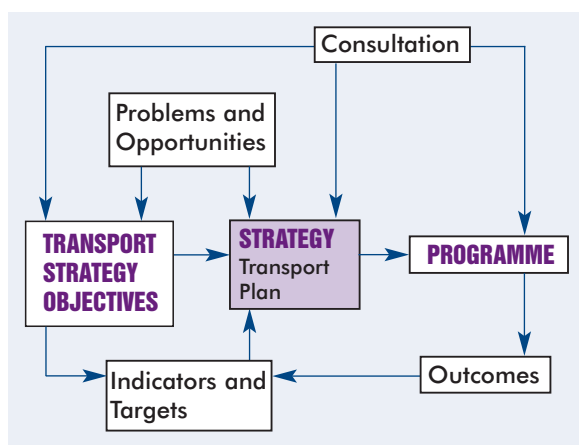 Consultation
Problems and
Opportunities
TRANSPORT
STRATEGY
OBJECTIVES
STRATEGY
Transport
Plan
PROGRAMME
Indicators and
Targets
Outcomes